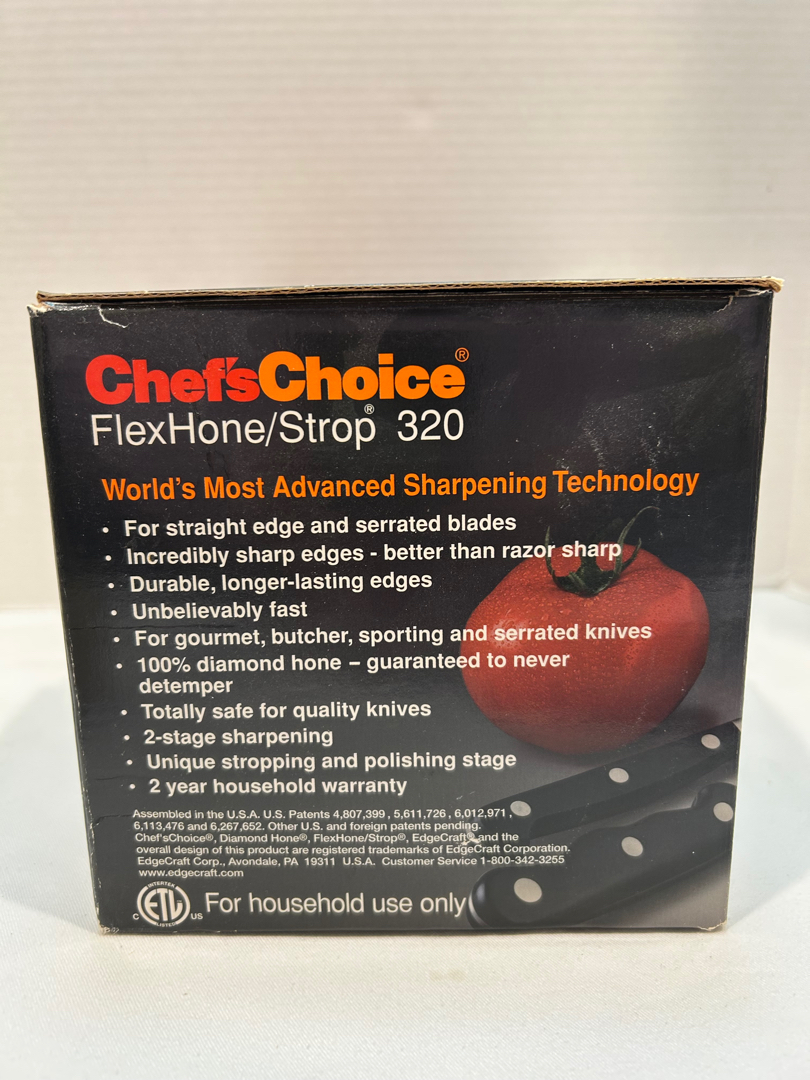 Chef'sChoice®
FlexHone/Strop® 320
World's Most Advanced Sharpening Technology
• For straight edge and serrated blades
• Incredibly sharp edges - better than razor sharp
• Durable, longer-lasting edges
• Unbelievably fast
• For gourmet, butcher, sporting and serrated knives
• 100% diamond hone – guaranteed to never
detemper
• Totally safe for quality knives
• 2-stage sharpening
• Unique stropping and polishing stage
• 2 year household warranty
Assembled in the U.S.A. U.S. Patents 4,807,399 , 5,611,726 , 6,012,971 ,
6,113,476 and 6,267,652. Other U.S. and foreign patents pending.
Chef'sChoice®, Diamond Hone®, FlexHone/Strop®, EdgeCraft® and the
overall design of this product are registered trademarks of EdgeCraft Corporation.
EdgeCraft Corp., Avondale, PA 19311 U.S.A. Customer Service 1-800-342-3255
www.edgecraft.com
INTERTEK
ETL
LISTED
C US
For household use only